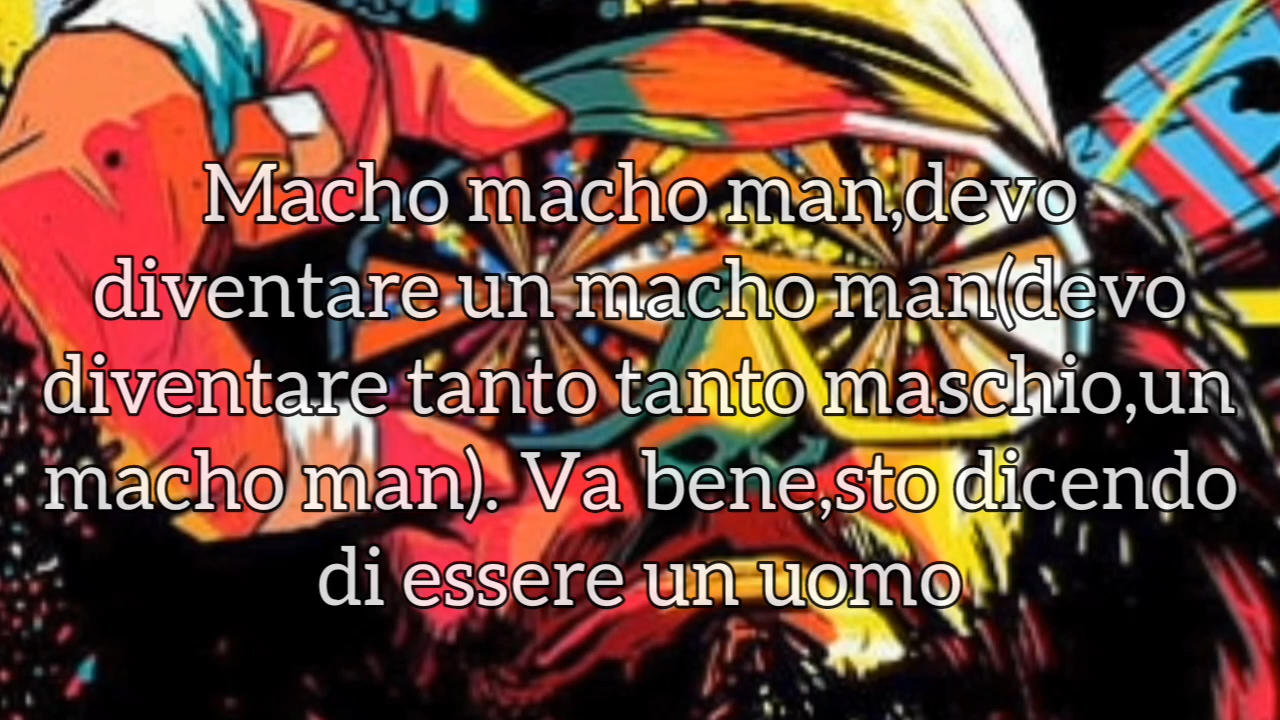 Macho macho man,devo
diventare un macho man(devo
diventare tanto tanto maschio,un
macho man). Va bene,sto dicendo
di essere un uomo